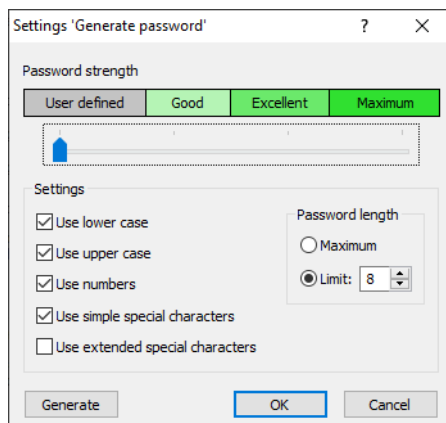 Settings 'Generate password'
?
Password strength
User defined Good Excellent Maximum
Settings
Use lower case
Use upper case
Use numbers
Use simple special characters
Use extended special characters
Password length
Maximum
Limit: 8
Generate OK Cancel